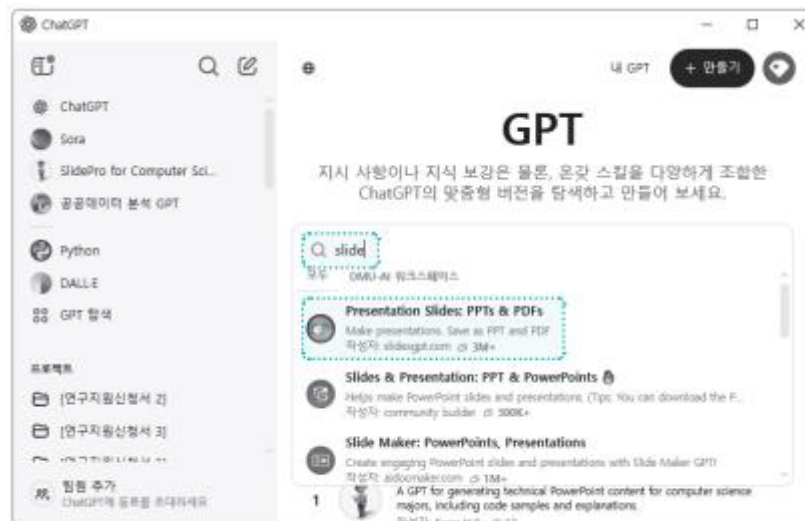 ChatGPT
ChatGPT
Sora
SlidePro for Computer Sci...
공공데이터 분석 GPT
Python
DALL·E
GPT 탐색
프로젝트
[연구지원신청서 2]
[연구지원신청서 3]
팀원 추가
ChatGPT에 동료를 초대하세요
내 GPT
+ 만들기
GPT
지시 사항이나 지식 보강은 물론, 온갖 스킬을 다양하게 조합한
ChatGPT의 맞춤형 버전을 탐색하고 만들어 보세요.
slide
모두 DMU-AI 워크스페이스
Presentation Slides: PPTs & PDFs
Make presentations. Save as PPT and PDF
작성자: slidesgpt.com 3M+
Slides & Presentation: PPT & PowerPoints
Helps make PowerPoint slides and presentations. (Tips: You can download the P...
작성자: community builder 300K+
Slide Maker: PowerPoints, Presentations
Create engaging PowerPoint slides and presentations with Slide Maker GPT!
작성자: aidocmaker.com 1M+
1
A GPT for generating technical PowerPoint content for computer science
majors, including code samples and explanations.